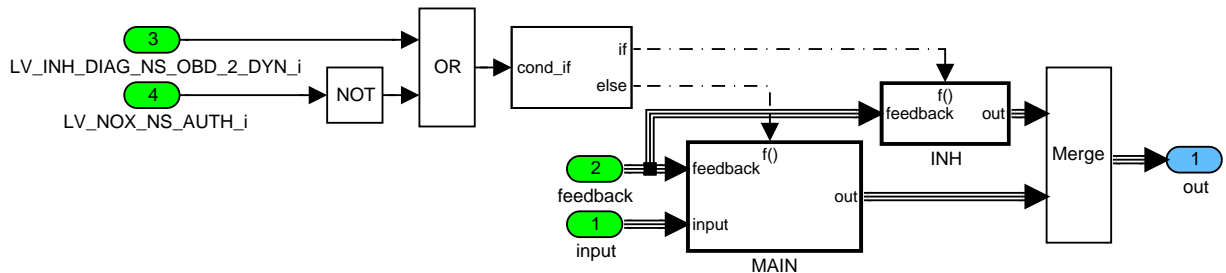 3
LV_INH_DIAG_NS_OBD_2_DYN_i
4
LV_NOX_NS_AUTH_i
NOT
OR
cond_if
if
else
f()
feedback
out
INH
2
feedback
1
input
f()
feedback
input
out
MAIN
Merge
1
out